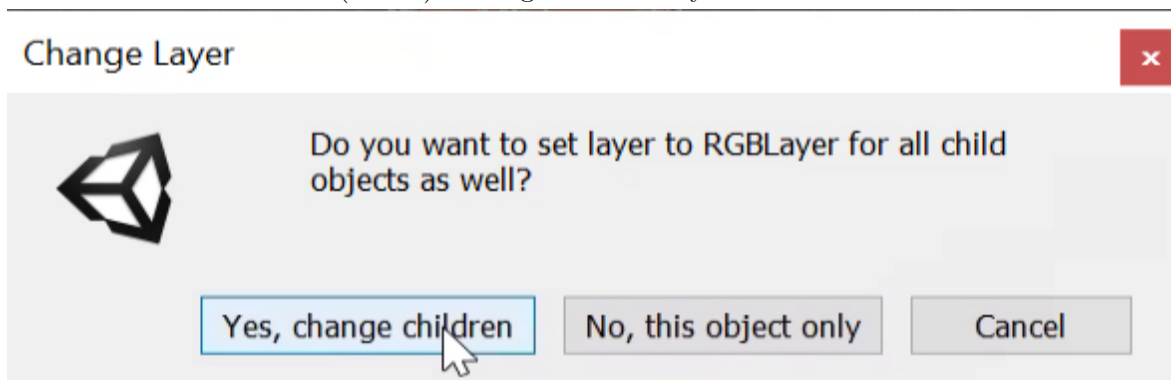 Change Layer
Do you want to set layer to RGBLayer for all child
objects as well?
Yes, change children
No, this object only
Cancel